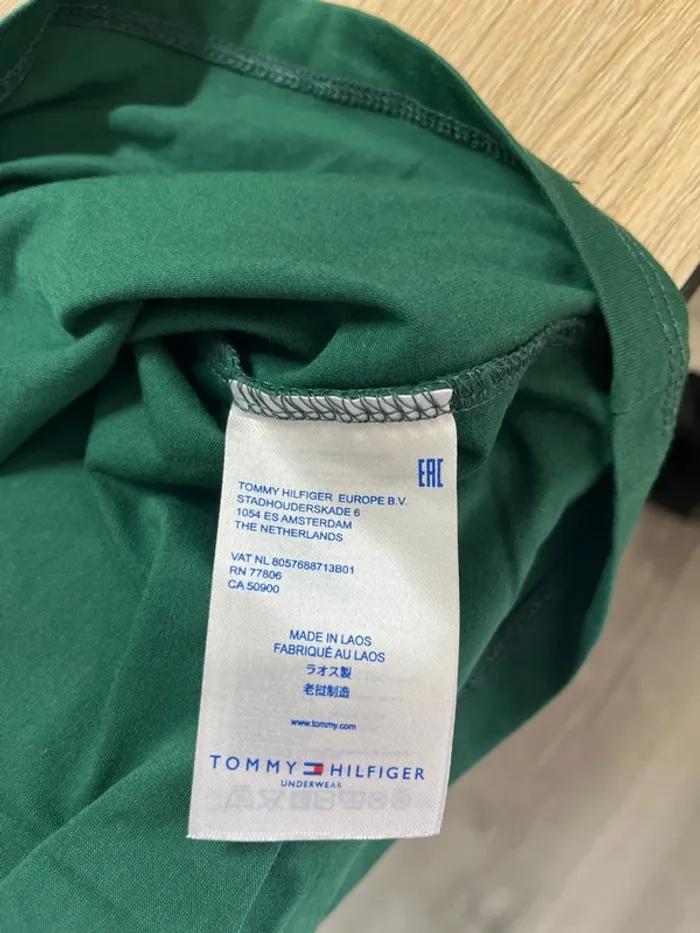 EAC
TOMMY HILFIGER EUROPE B.V.
STADHOUDERSKADE 6
1054 ES AMSTERDAM
THE NETHERLANDS
VAT NL 8057688713B01
RN 77806
CA 50900
MADE IN LAOS
FABRIQUÉ AU LAOS
ラオス製
老挝制造
www.tommy.com
TOMMY HILFIGER
UNDERWEAR